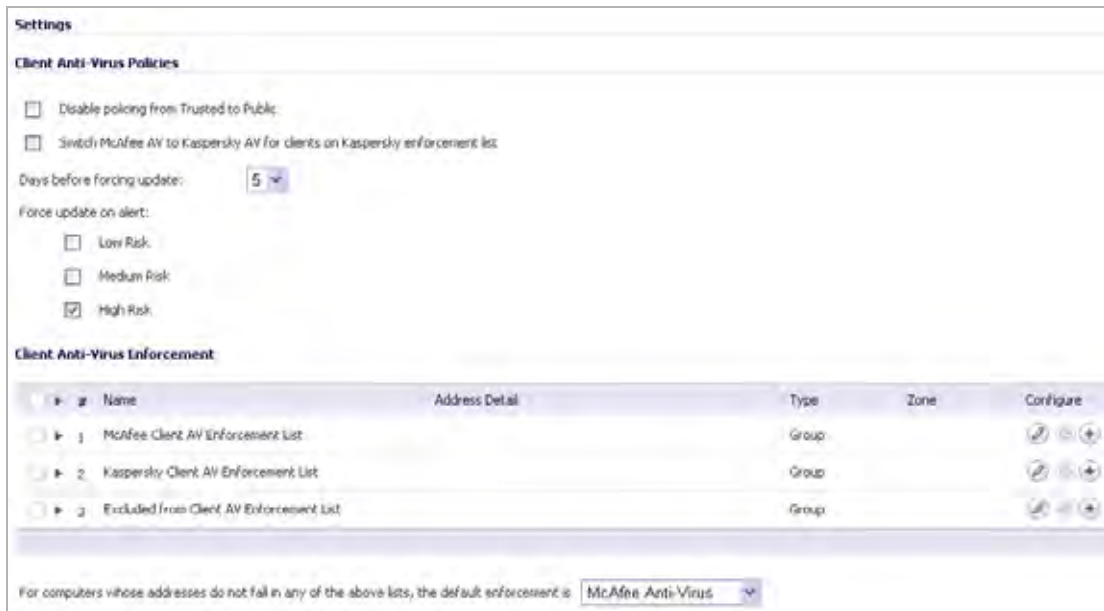 Settings
Client Anti-Virus Policies
Disable policing from Trusted to Public
Switch McAfee AV to Kaspersky AV for clients on Kaspersky enforcement list
Days before forcing update: 5
Force update on alert:
Low Risk
Medium Risk
High Risk
Client Anti-Virus Enforcement
# Name Address Detail Type Zone Configure
1 McAfee Client AV Enforcement List Group
2 Kaspersky Client AV Enforcement List Group
3 Excluded from Client AV Enforcement List Group
For computers whose addresses do not fall in any of the above lists, the default enforcement is McAfee Anti-Virus